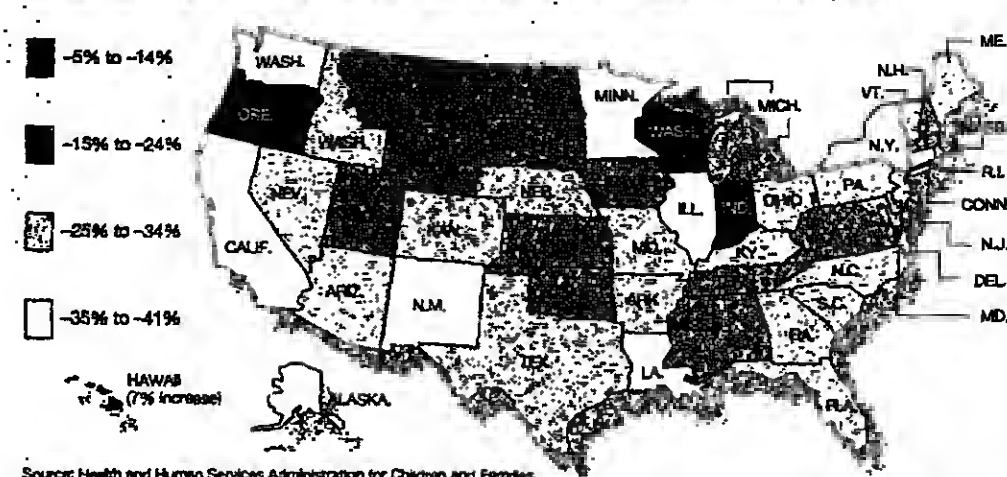 -5% to -14%
-15% to -24%
-25% to -34%
-35% to -41%
HAWAII
(7% increase)
ALASKA.
WASH.
ORE.
WASH.
NEV.
CALIF.
N.M.
TEX.
NEB.
MINN.
WASH.
MICH.
ILL.
IND.
OHIO
MO.
KY.
ARK.
LA.
PA.
N.C.
S.C.
FLA.
N.Y.
VT.
N.H.
ME.
R.I.
CONN
N.J.
DEL.
MD.
Source: Health and Human Services Administration for Children and Families